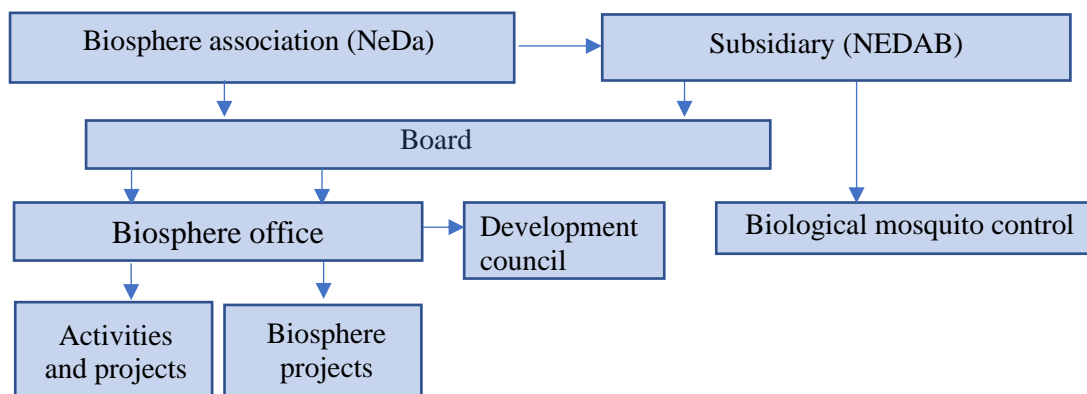 Biosphere association (NeDa)
Subsidiary (NEDAB)
Board
Biosphere office
Development
council
Biological mosquito control
Activities
and projects
Biosphere
projects